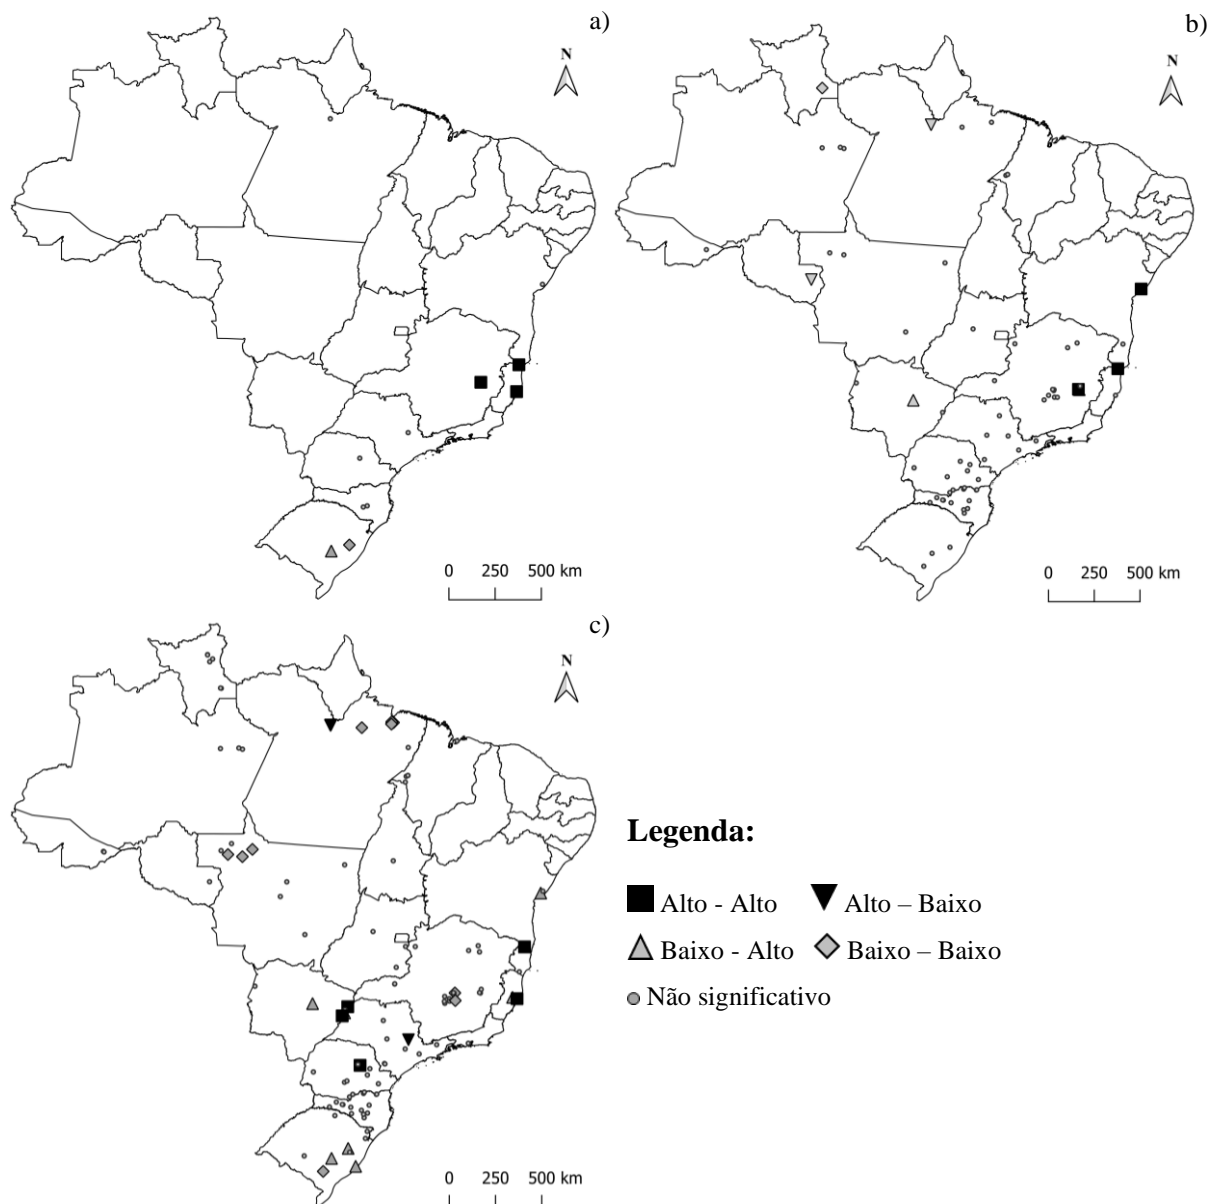 a)
N
0 250 500 km
b)
N
0 250 500 km
c)
N
0 250 500 km
Legenda:
Alto - Alto
Alto – Baixo
Baixo - Alto
Baixo – Baixo
Não significativo